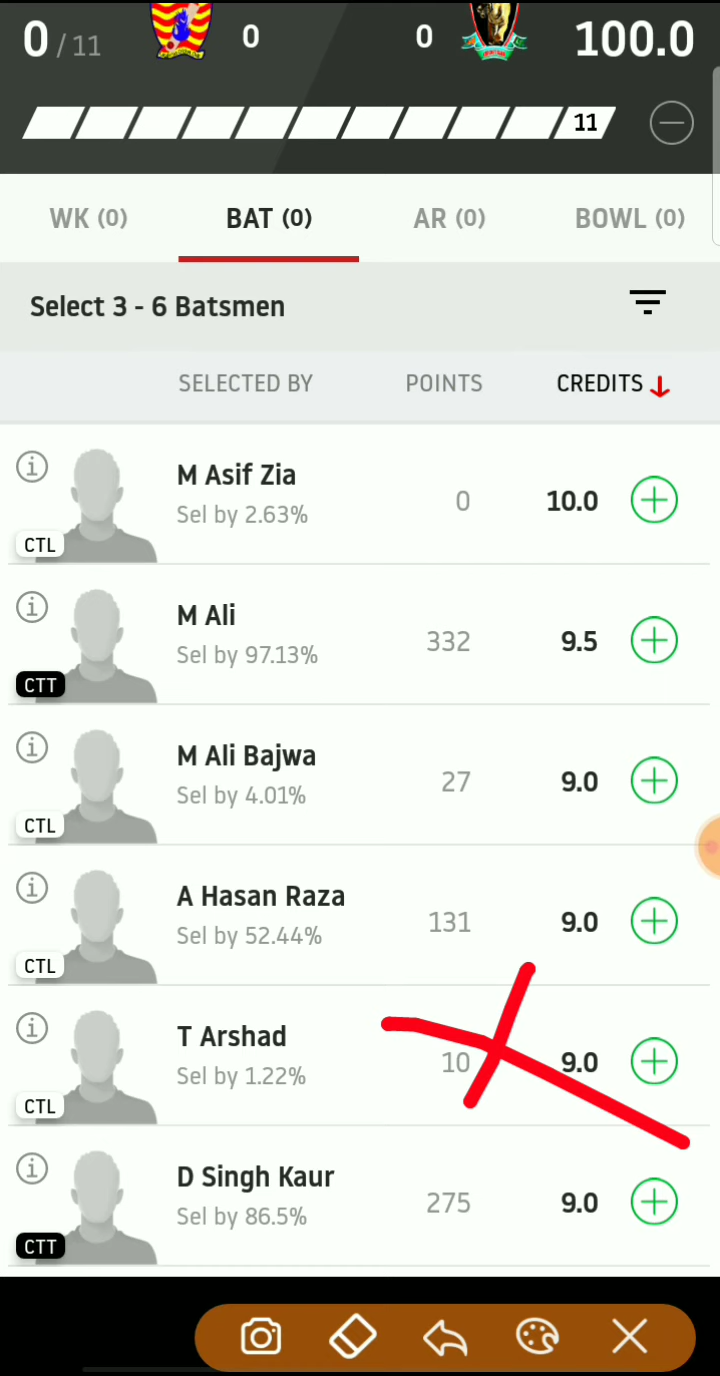 0 / 11 0 0 100.0
11
WK (0) BAT (0) AR (0) BOWL (0)
Select 3 - 6 Batsmen
SELECTED BY POINTS CREDITS
M Asif Zia
Sel by 2.63% 0 10.0
CTL
M Ali
Sel by 97.13% 332 9.5
CTT
M Ali Bajwa
Sel by 4.01% 27 9.0
CTL
A Hasan Raza
Sel by 52.44% 131 9.0
CTL
T Arshad
Sel by 1.22% 10 9.0
CTL
D Singh Kaur
Sel by 86.5% 275 9.0
CTT